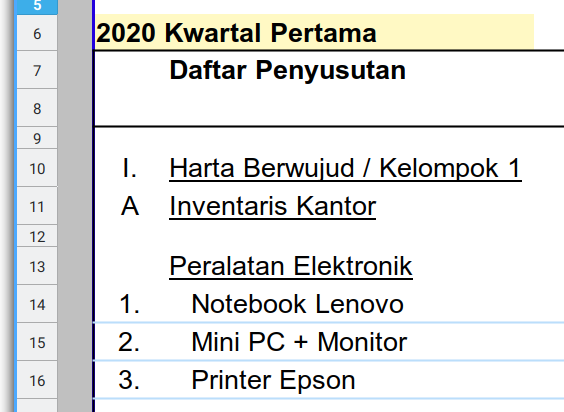 5
6 2020 Kwartal Pertama
7 Daftar Penyusutan
8
9
10 I. Harta Berwujud / Kelompok 1
11 A Inventaris Kantor
12
13 Peralatan Elektronik
14 1. Notebook Lenovo
15 2. Mini PC + Monitor
16 3. Printer Epson